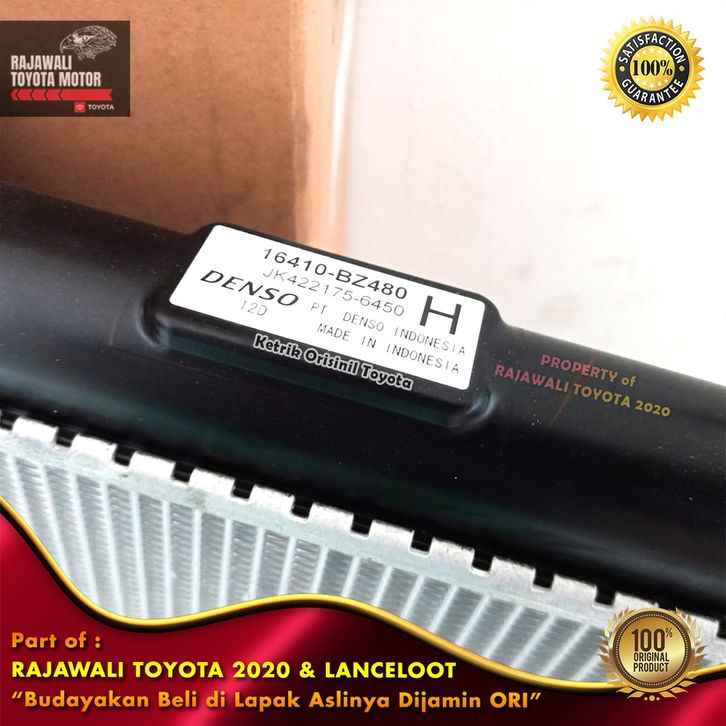 RAJAWALI
TOYOTA MOTOR
TOYOTA
SATISFACTION
100%
GUARANTEE
16410-BZ480
JK422175-6450
DENSO
H
PT DENSO INDONESIA
12D
MADE IN INDONESIA
Ketrik Orisinil Toyota
PROPERTY of
RAJAWALI TOYOTA 2020
Part of :
RAJAWALI TOYOTA 2020 & LANCELOOT
“Budayakan Beli di Lapak Aslinya Dijamin ORI”
100%
ORIGINAL
PRODUCT